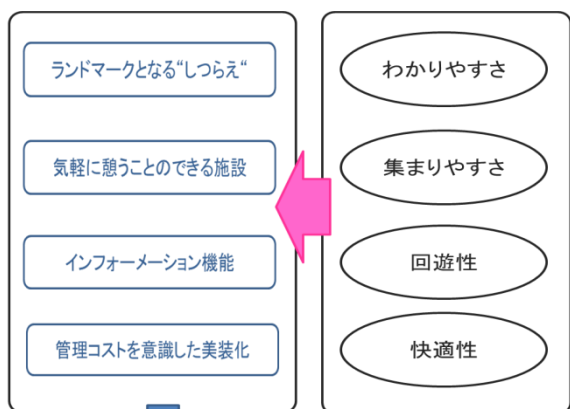 ランドマークとなる“しつらえ“
気軽に憩うことのできる施設
インフォーメーション機能
管理コストを意識した美装化
わかりやすさ
集まりやすさ
回遊性
快適性